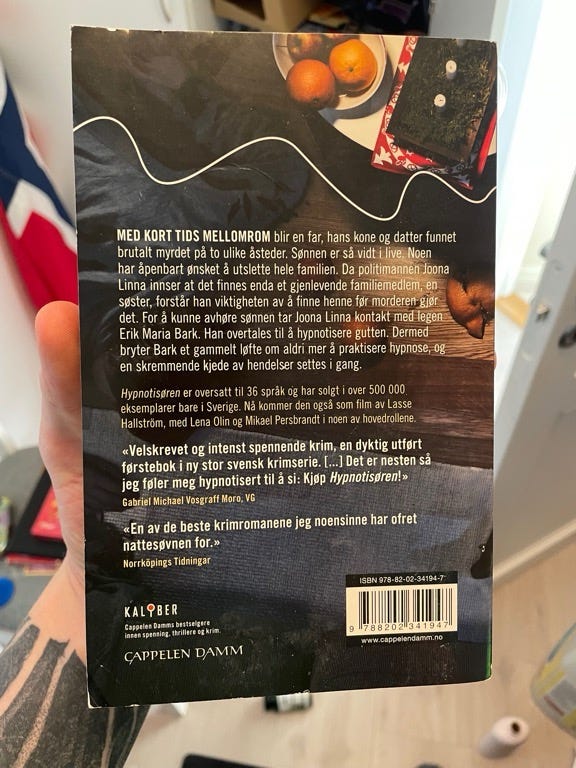 MED KORT TIDS MELLOMROM blir en far, hans kone og datter funnet
brutalt myrdet på to ulike åsteder. Sønnen er så vidt i live. Noen
har åpenbart ønsket å utslette hele familien. Da politimannen Joona
Linna innser at det finnes enda et gjenlevende familiemedlem, en
søster, forstår han viktigheten av å finne henne før morderen gjør
det. For å kunne avhøre sønnen tar Joona Linna kontakt med legen
Erik Maria Bark. Han overtales til å hypnotisere gutten. Dermed
bryter Bark et gammelt løfte om aldri mer å praktisere hypnose, og
en skremmende kjede av hendelser settes i gang.
Hypnotisøren er oversatt til 36 språk og har solgt i over 500 000
eksemplarer bare i Sverige. Nå kommer den også som film av Lasse
Hallström, med Lena Olin og Mikael Persbrandt i noen av hovedrollene.
«Velskrevet og intenst spennende krim, en dyktig utført
førstebok i ny stor svensk krimserie. [...] Det er nesten så
jeg føler meg hypnotisert til å si: Kjøp Hypnotisøren!»
Gabriel Michael Vosgraff Moro, VG
«En av de beste krimromanene jeg noensinne har ofret
nattesøvnen for.»
Norrköpings Tidningar
KALIBER
Cappelen Damms bestselgere
innen spenning, thrillere og krim.
CAPPELEN DAMM
ISBN 978-82-02-34194-7
9 788202 341947
www.cappelendamm.no